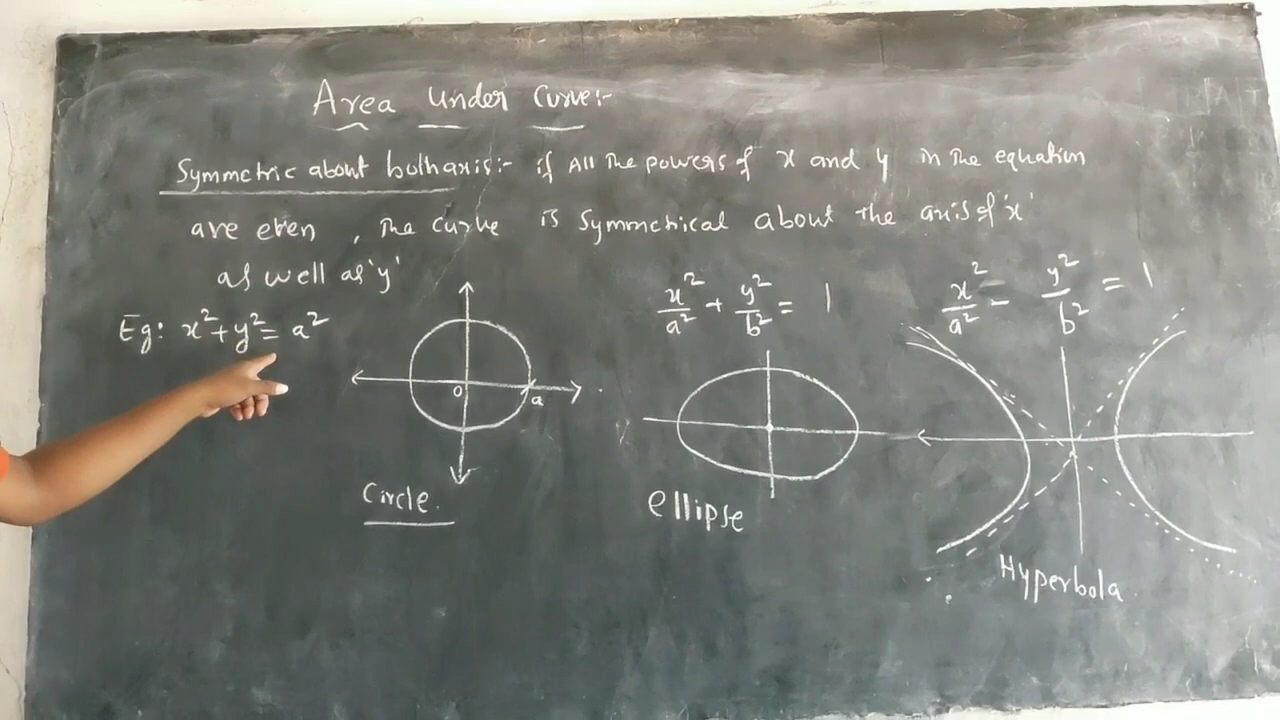 Area Under Curve:-
Symmetric about bothaxis:- if All The powers of x and y in The equation
are even, The curve is symmetrical about the axis of 'x'
as well as 'y'
Eg: x² + y² = a²
O
a
Circle.
x²/a² + y²/b² = 1
ellipse
x²/a² - y²/b² = 1
Hyperbola.